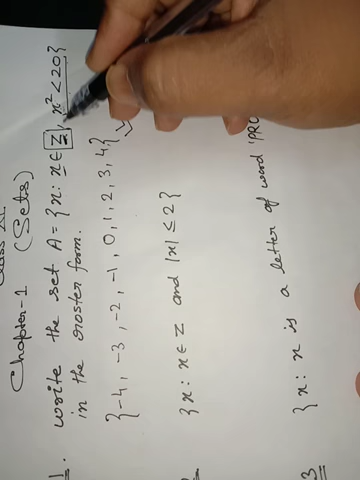 Class XI
Chapter-1 (Sets)
1. write the set A = {x: x ∈ Z, x² < 20}
in the roster form.
{-4, -3, -2, -1, 0, 1, 2, 3, 4}
{x: x ∈ Z and |x| ≤ 2}
3 {x: x is a letter of word 'PRO